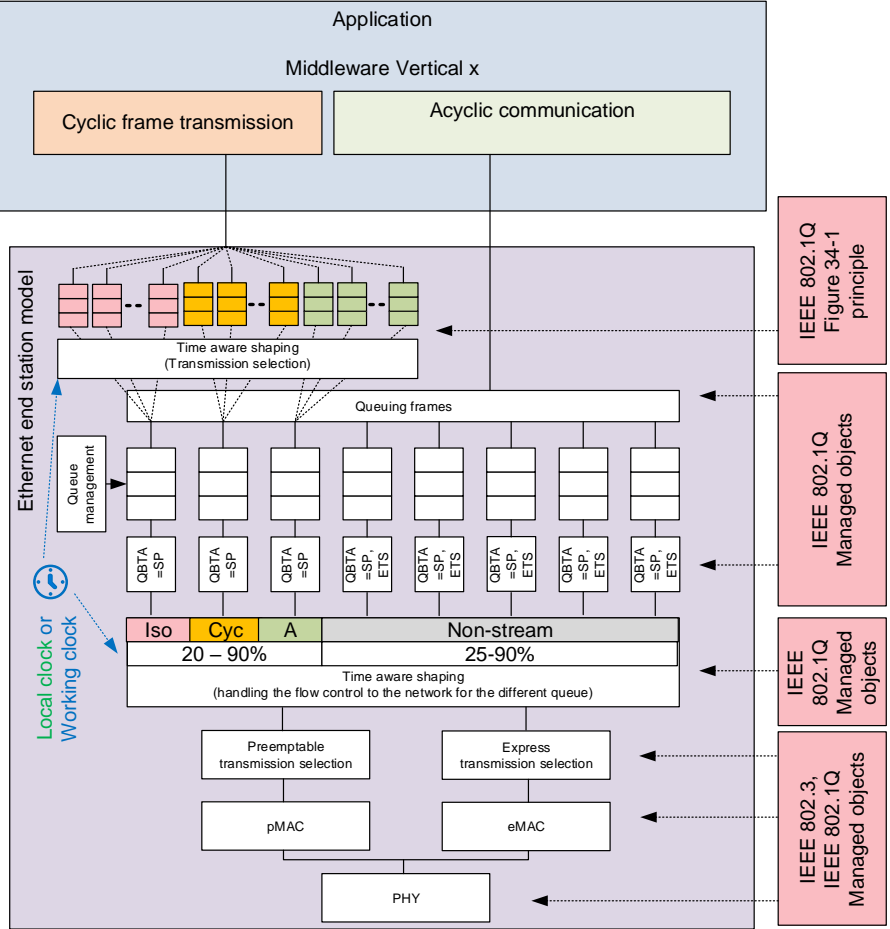 Application
Middleware Vertical x
Cyclic frame transmission
Acyclic communication
Ethernet end station model
IEEE 802.1Q
Figure 34-1
principle
Time aware shaping
(Transmission selection)
Queuing frames
Queue
management
IEEE 802.1Q
Managed objects
QBTA
=SP
QBTA
=SP
QBTA
=SP
QBTA
=SP,
ETS
QBTA
=SP,
ETS
QBTA
=SP,
ETS
QBTA
=SP,
ETS
QBTA
=SP,
ETS
Local clock or
Working clock
Iso
Cyc
A
Non-stream
20 – 90%
25-90%
Time aware shaping
(handling the flow control to the network for the different queue)
IEEE
802.1Q
Managed
objects
Preemptable
transmission selection
Express
transmission selection
pMAC
eMAC
PHY
IEEE 802.3,
IEEE 802.1Q
Managed objects